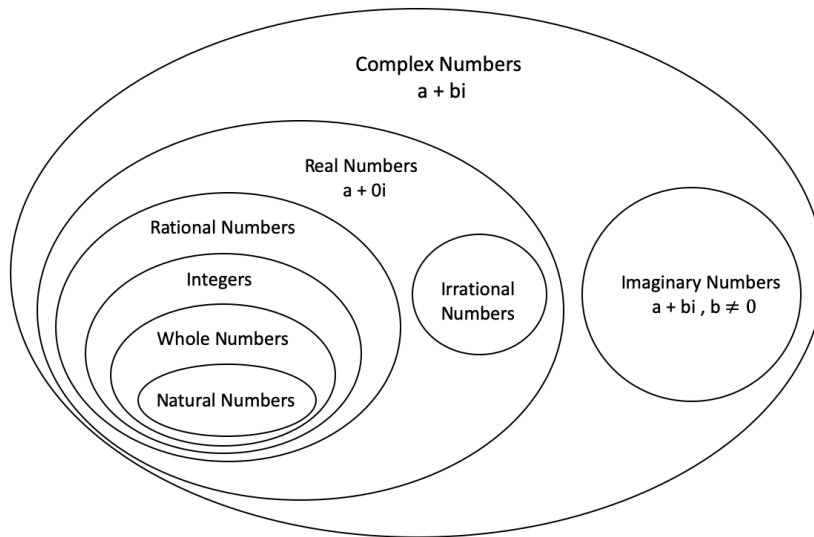 Complex Numbers
a + bi
Real Numbers
a + 0i
Rational Numbers
Integers
Whole Numbers
Natural Numbers
Irrational
Numbers
Imaginary Numbers
a + bi , b ≠ 0